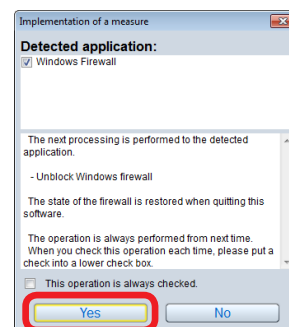 Implementation of a measure
Detected application:
Windows Firewall
The next processing is performed to the detected
application.
- Unblock Windows firewall
The state of the firewall is restored when quitting this
software.
The operation is always performed from next time.
When you check this operation each time, please put a
check into a lower check box.
This operation is always checked.
Yes
No